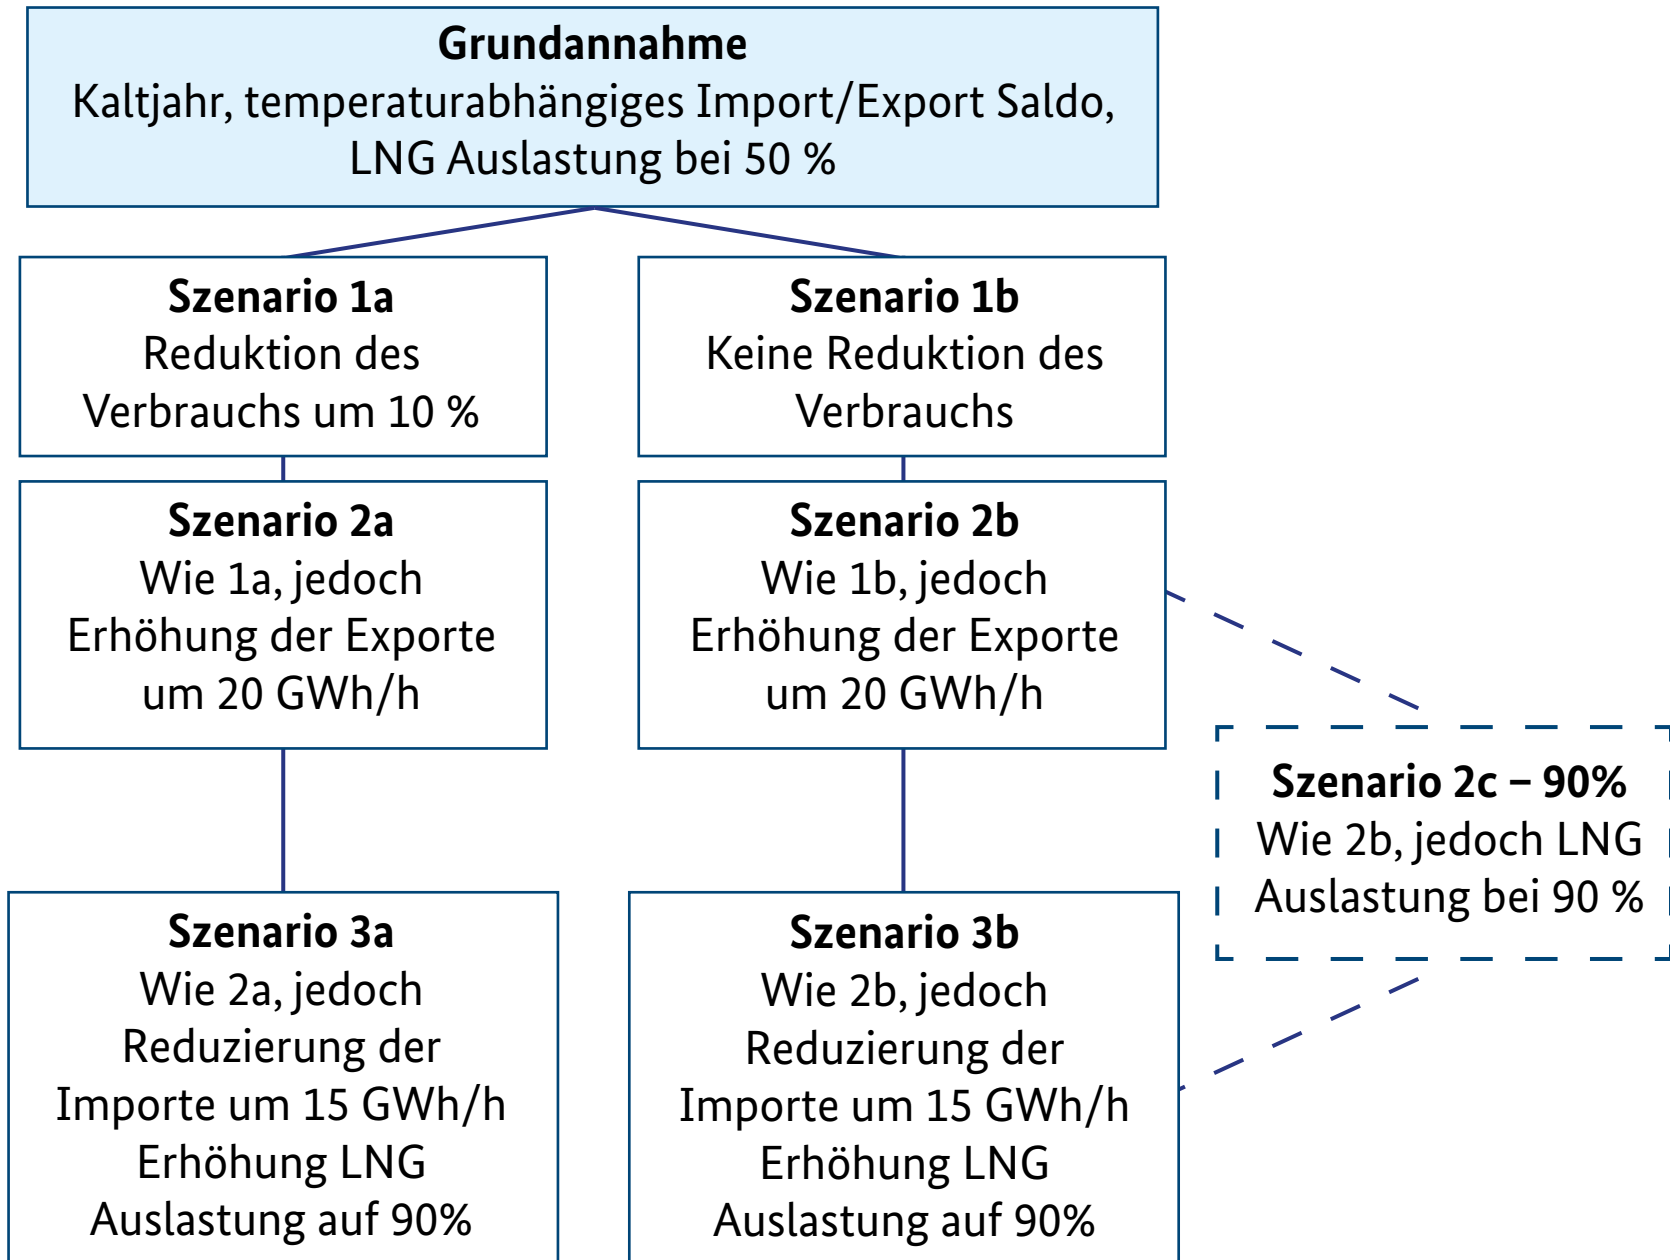 Grundannahme
Kaltjahr, temperaturabhängiges Import/Export Saldo,
LNG Auslastung bei 50 %
Szenario 1a
Reduktion des
Verbrauchs um 10 %
Szenario 1b
Keine Reduktion des
Verbrauchs
Szenario 2a
Wie 1a, jedoch
Erhöhung der Exporte
um 20 GWh/h
Szenario 2b
Wie 1b, jedoch
Erhöhung der Exporte
um 20 GWh/h
Szenario 2c – 90%
Wie 2b, jedoch LNG
Auslastung bei 90 %
Szenario 3a
Wie 2a, jedoch
Reduzierung der
Importe um 15 GWh/h
Erhöhung LNG
Auslastung auf 90%
Szenario 3b
Wie 2b, jedoch
Reduzierung der
Importe um 15 GWh/h
Erhöhung LNG
Auslastung auf 90%